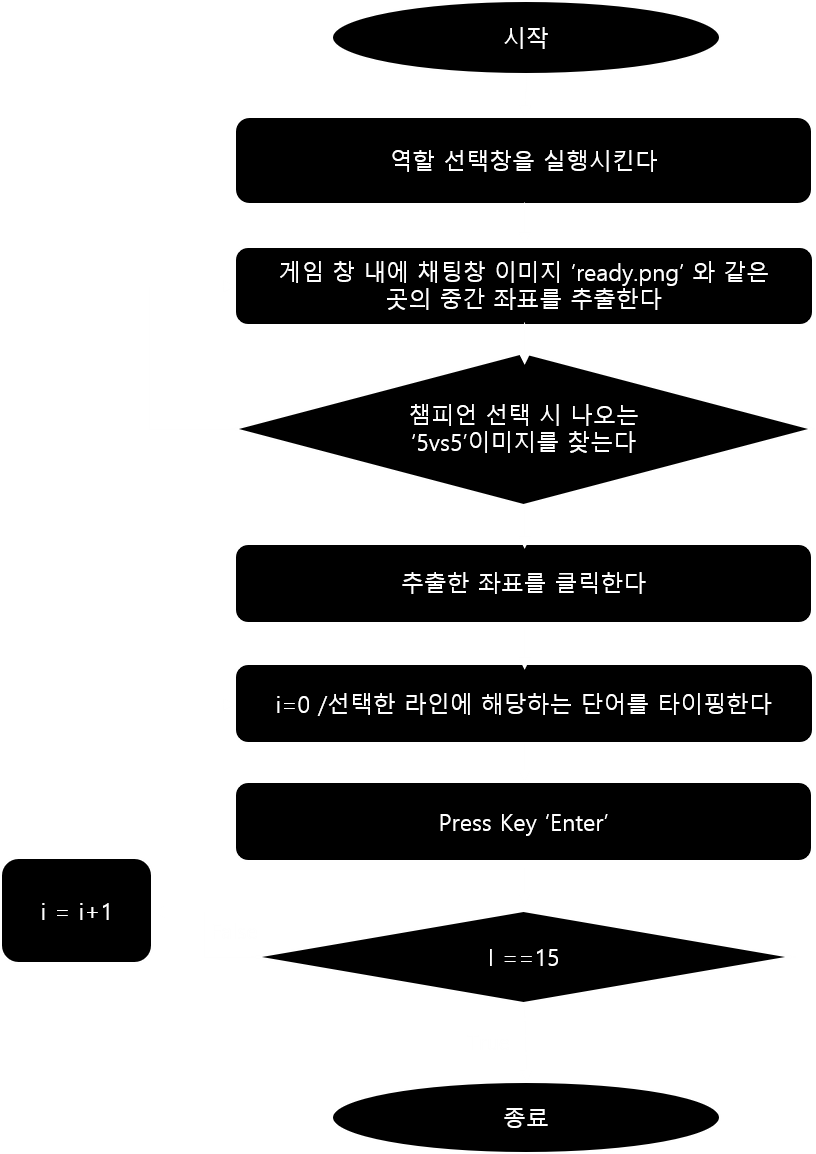 시작
역할 선택창을 실행시킨다
게임 창 내에 채팅창 이미지 ‘ready.png’ 와 같은
곳의 중간 좌표를 추출한다
챔피언 선택 시 나오는
‘5vs5’이미지를 찾는다
추출한 좌표를 클릭한다
i=0 /선택한 라인에 해당하는 단어를 타이핑한다
Press Key ‘Enter’
i = i+1
I ==15
종료